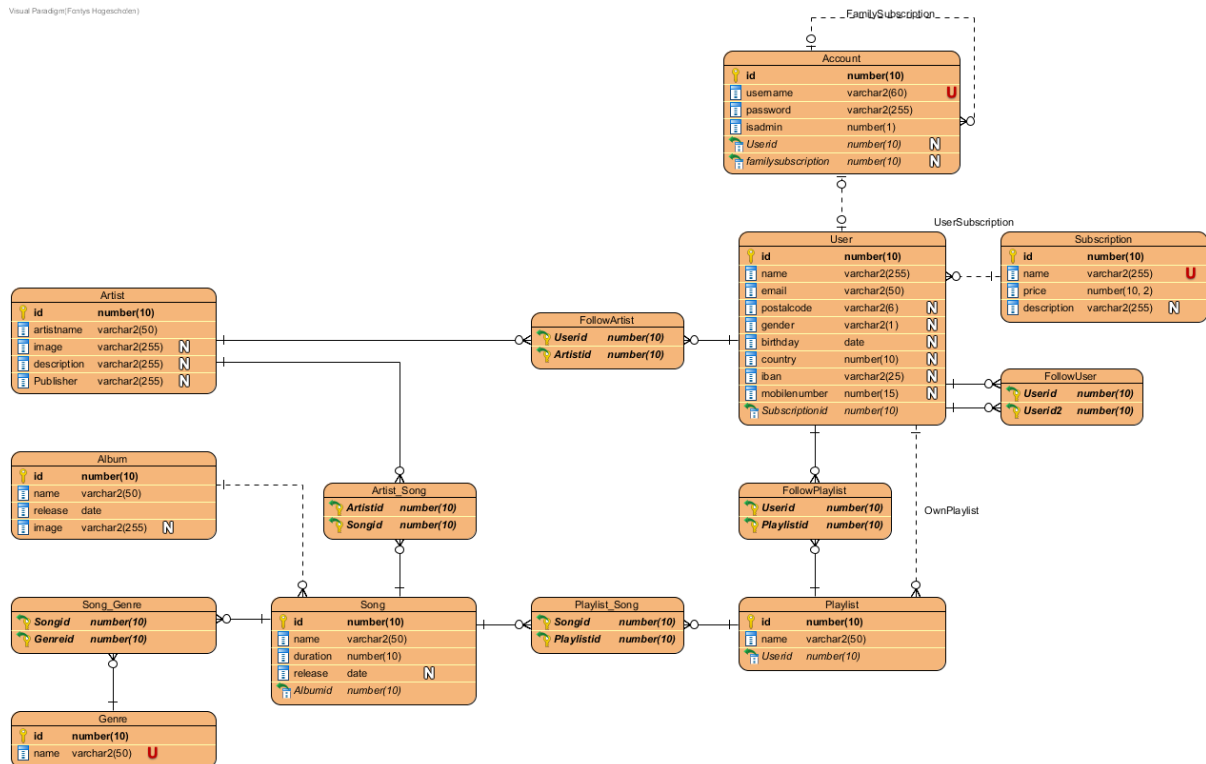 Visual Paradigm(Fontys Hogescholen)
FamilySubscription
Account
id number(10)
username varchar2(60) U
password varchar2(255)
isadmin number(1)
Userid number(10) N
familysubscription number(10) N
UserSubscription
User
id number(10)
name varchar2(255)
email varchar2(50)
postalcode varchar2(6) N
gender varchar2(1) N
birthday date N
country number(10) N
iban varchar2(25) N
mobilenumber number(15) N
Subscriptionid number(10)
Subscription
id number(10)
name varchar2(255) U
price number(10, 2)
description varchar2(255) N
Artist
id number(10)
artistname varchar2(50)
image varchar2(255) N
description varchar2(255) N
Publisher varchar2(255) N
FollowArtist
Userid number(10)
Artistid number(10)
FollowUser
Userid number(10)
Userid2 number(10)
Album
id number(10)
name varchar2(50)
release date
image varchar2(255) N
Artist_Song
Artistid number(10)
Songid number(10)
FollowPlaylist
Userid number(10)
Playlistid number(10)
OwnPlaylist
Song_Genre
Songid number(10)
Genreid number(10)
Song
id number(10)
name varchar2(50)
duration number(10)
release date N
Albumid number(10)
Playlist_Song
Songid number(10)
Playlistid number(10)
Playlist
id number(10)
name varchar2(50)
Userid number(10)
Genre
id number(10)
name varchar2(50) U